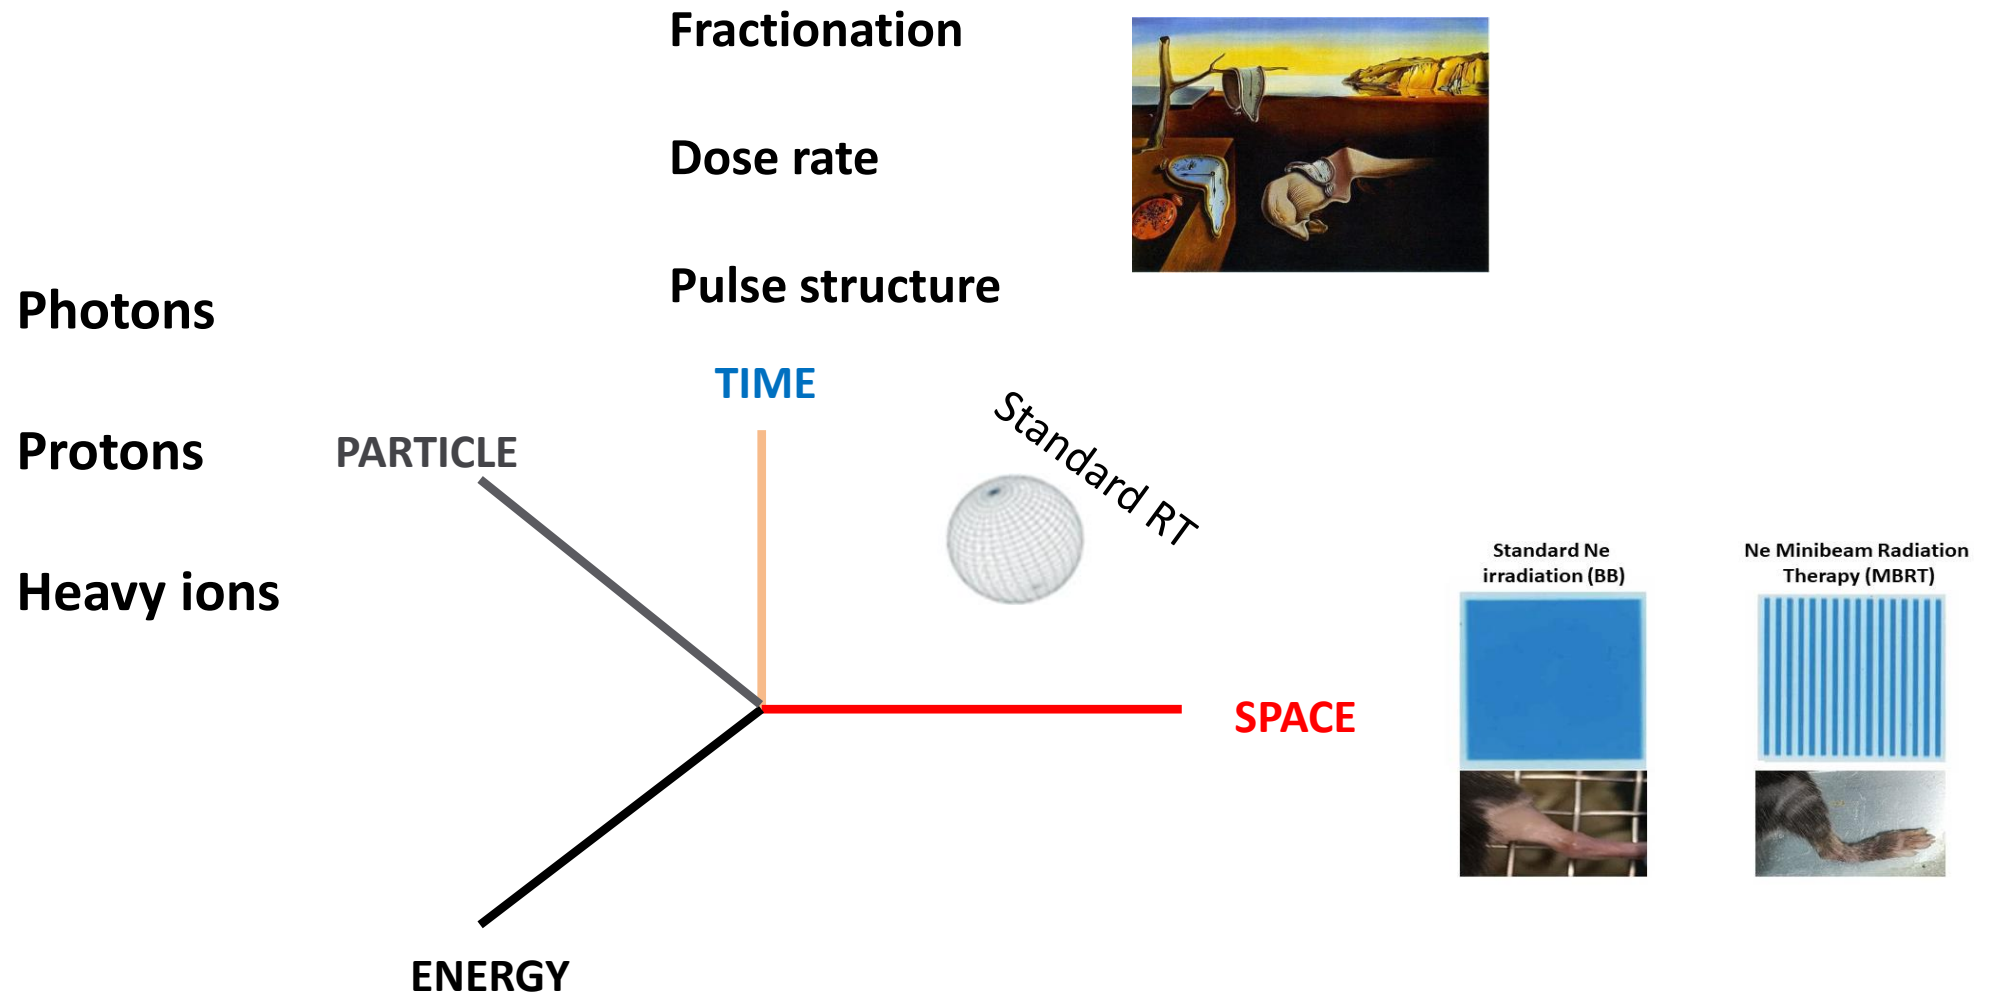 Fractionation
Dose rate
Pulse structure
Photons
Protons
Heavy ions
TIME
PARTICLE
Standard RT
SPACE
ENERGY
Standard Ne
irradiation (BB)
Ne Minibeam Radiation
Therapy (MBRT)